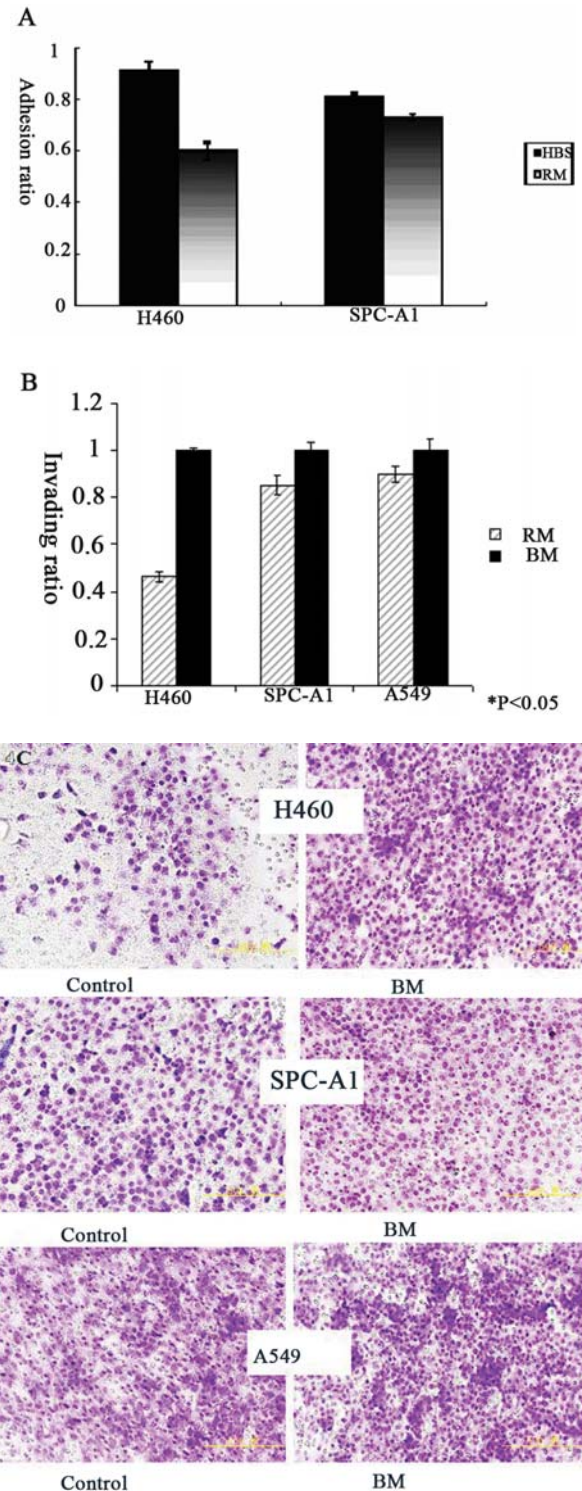 A
Adhesion ratio
1
0.8
0.6
0.4
0.2
0
H460 SPC-A1
HBS
RM
B
Invading ratio
1.2
1
0.8
0.6
0.4
0.2
0
H460 SPC-A1 A549
RM
BM
*P<0.05
4C
H460
Control BM
SPC-A1
Control BM
A549
Control BM